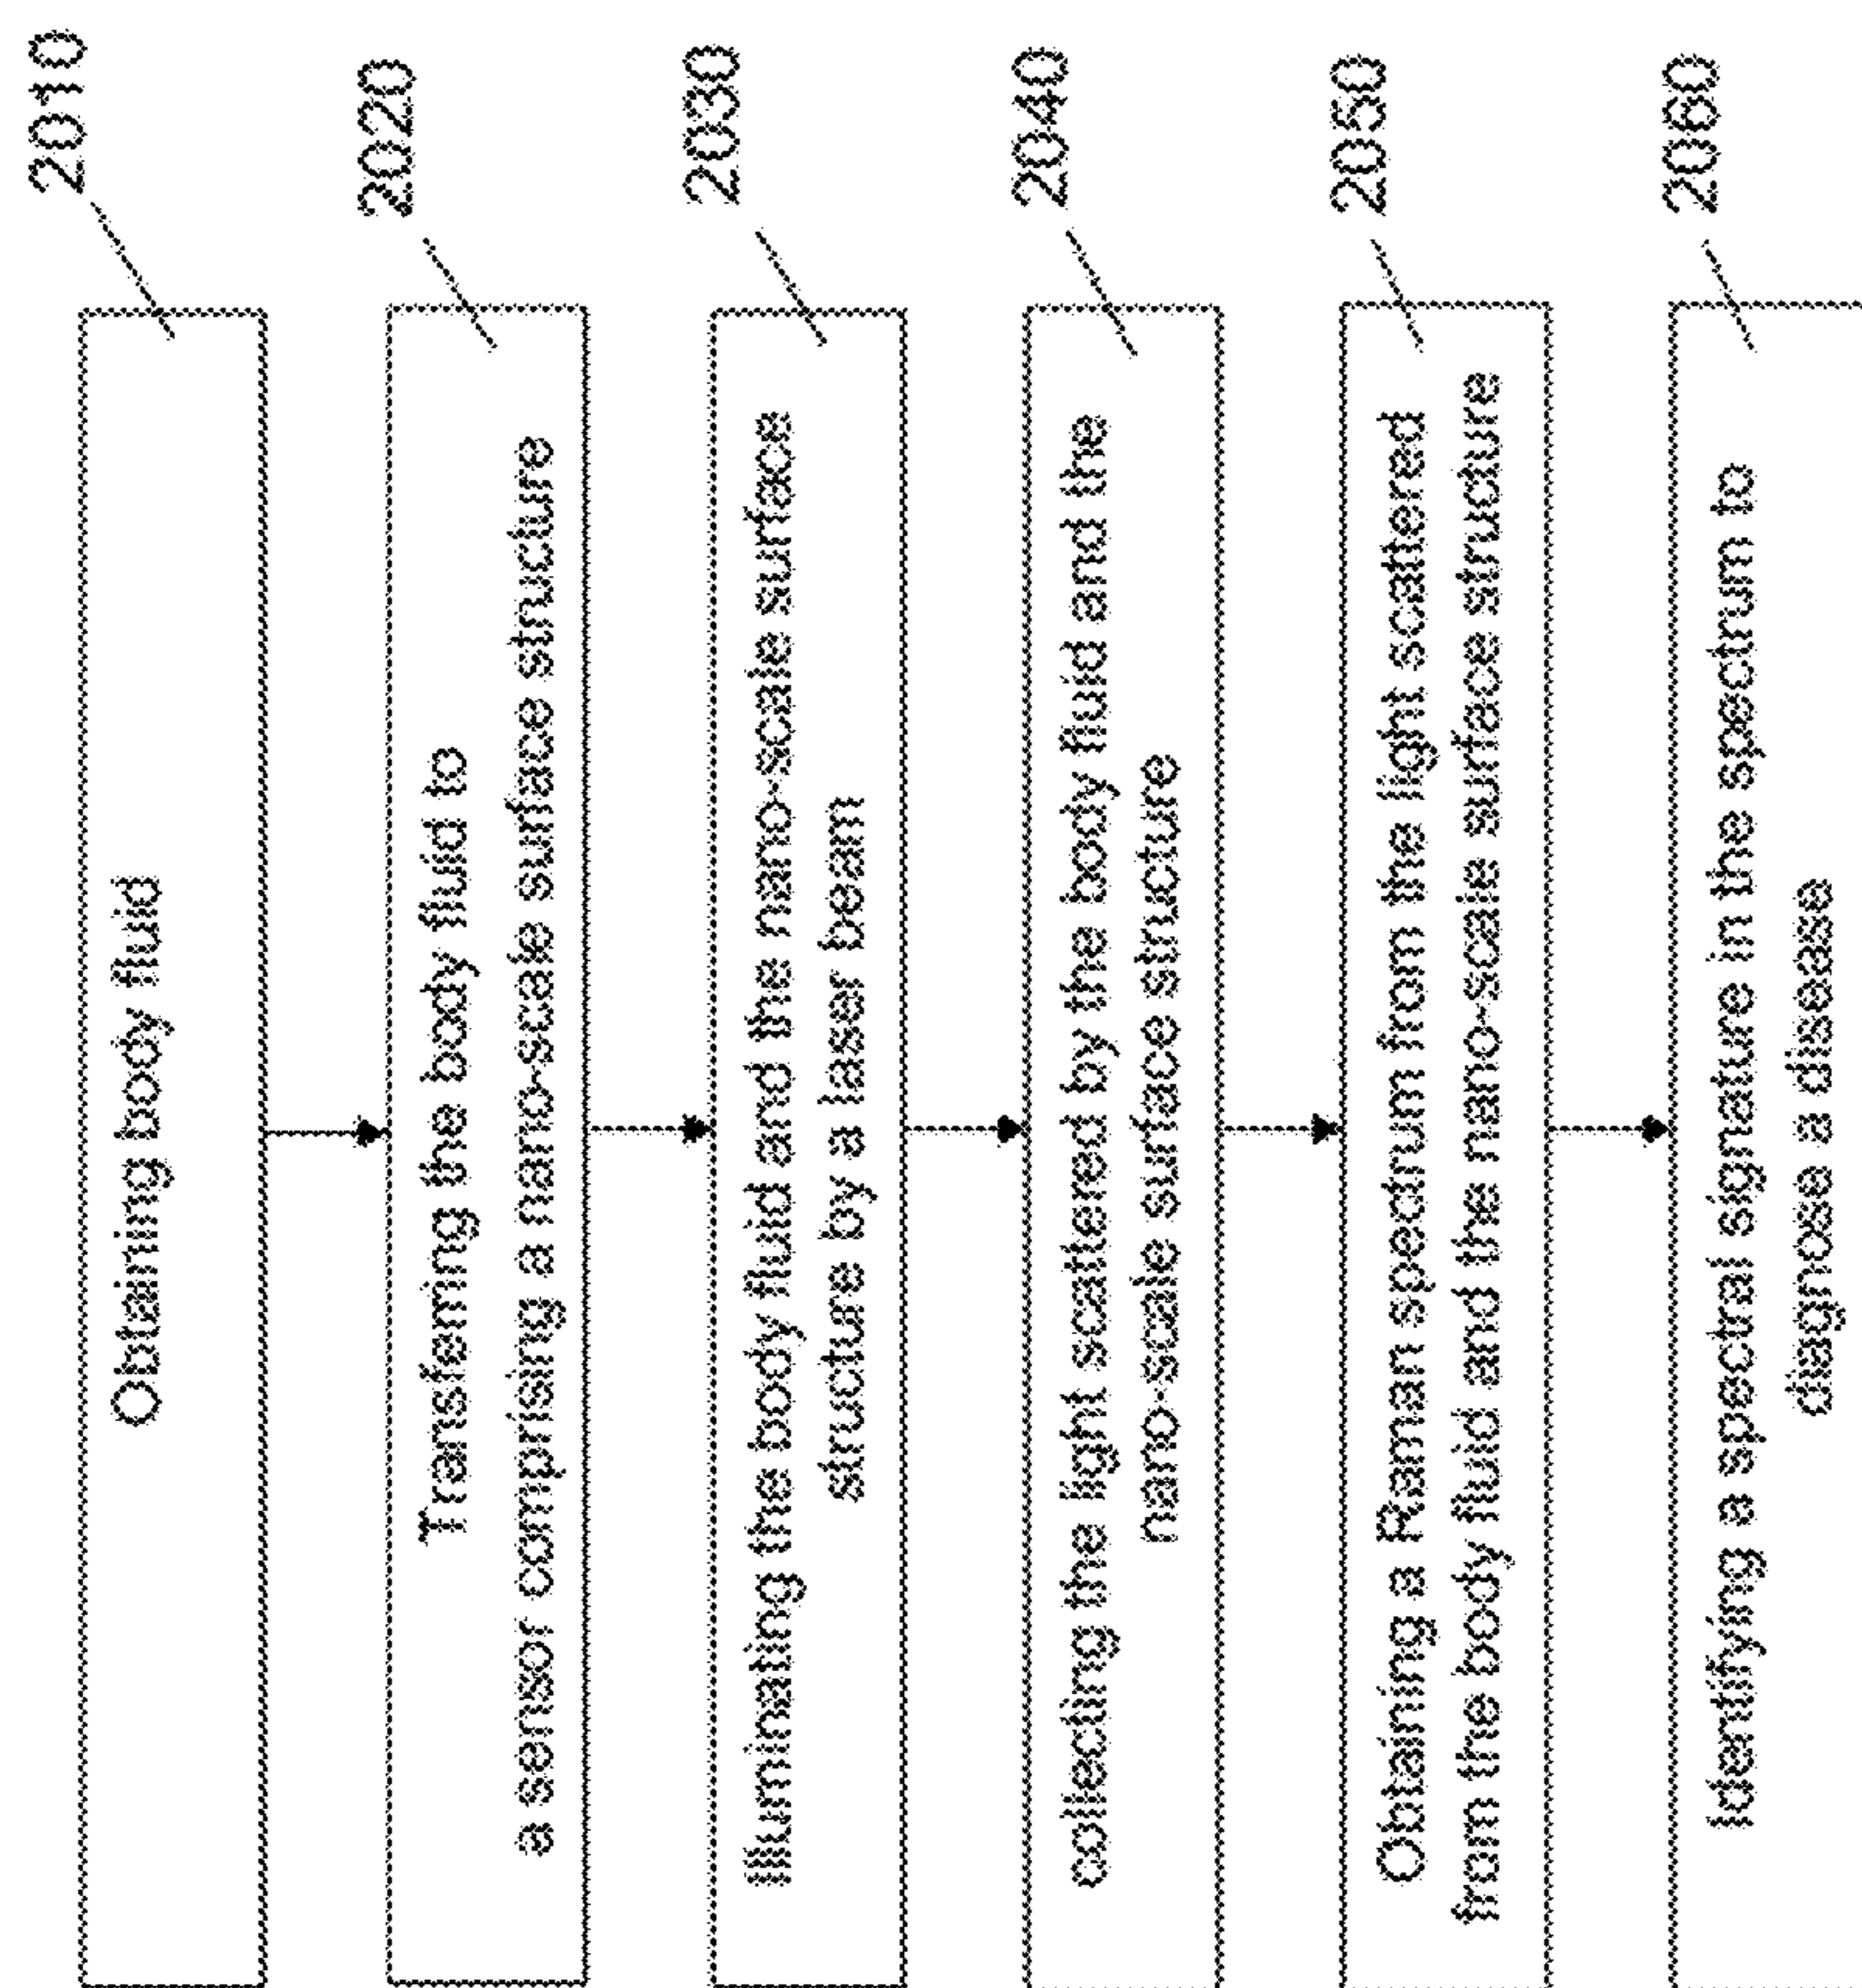 2010
Obtaining body fluid
2020
Transferring the body fluid to
a sensor comprising a nano-scale surface structure
2030
Illuminating the body fluid and the nano-scale surface
structure by a laser beam
2040
collecting the light scattered by the body fluid and the
nano-scale surface structure
2050
Obtaining a Raman spectrum from the light scattered
from the body fluid and the nano-scale surface structure
2060
Identifying a spectral signature in the spectrum to
diagnose a disease